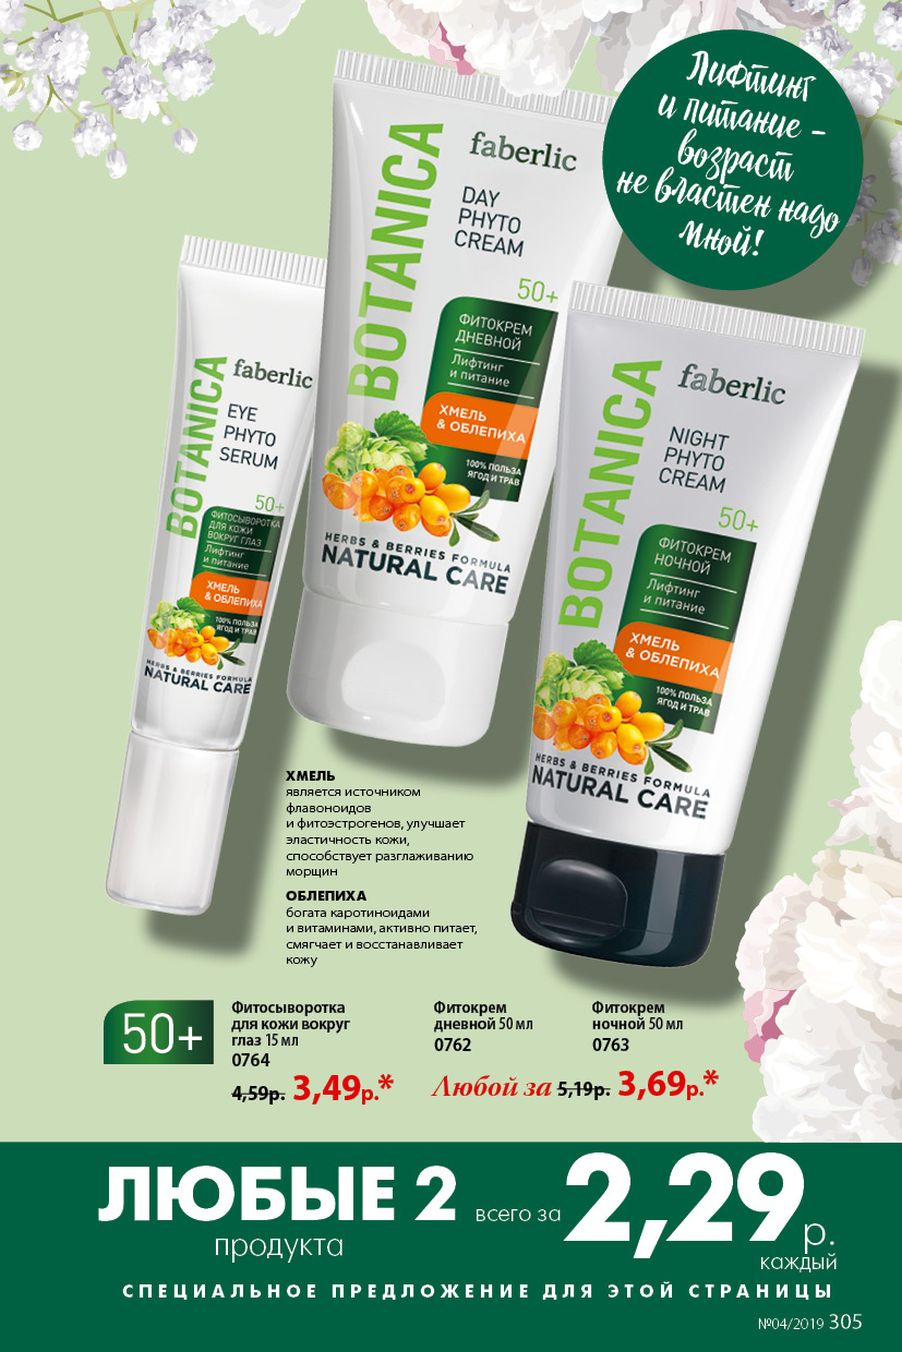 Лифтинг
и питание –
возраст
не властен надо
мной!
BOTANICA
faberlic
DAY
PHYTO
CREAM
50+
ФИТОКРЕМ
ДНЕВНОЙ
Лифтинг
и питание
ХМЕЛЬ
& ОБЛЕПИХА
100% ПОЛЬЗА
ЯГОД И ТРАВ
HERBS & BERRIES FORMULA
NATURAL CARE
BOTANICA
faberlic
EYE
PHYTO
SERUM
50+
ФИТОСЫВОРОТКА
ДЛЯ КОЖИ
ВОКРУГ ГЛАЗ
Лифтинг
и питание
ХМЕЛЬ
& ОБЛЕПИХА
100% ПОЛЬЗА
ЯГОД И ТРАВ
HERBS & BERRIES FORMULA
NATURAL CARE
BOTANICA
faberlic
NIGHT
PHYTO
CREAM
50+
ФИТОКРЕМ
НОЧНОЙ
Лифтинг
и питание
ХМЕЛЬ
& ОБЛЕПИХА
100% ПОЛЬЗА
ЯГОД И ТРАВ
HERBS & BERRIES FORMULA
NATURAL CARE
ХМЕЛЬ
является источником
флавоноидов
и фитоэстрогенов, улучшает
эластичность кожи,
способствует разглаживанию
морщин
ОБЛЕПИХА
богата каротиноидами
и витаминами, активно питает,
смягчает и восстанавливает
кожу
50+
Фитосыворотка
для кожи вокруг
глаз 15 мл
0764
4,59р. 3,49р.*
Фитокрем
дневной 50 мл
0762
Фитокрем
ночной 50 мл
0763
Любой за 5,19р. 3,69р.*
ЛЮБЫЕ 2
продукта
всего за
2,29 р.
каждый
СПЕЦИАЛЬНОЕ ПРЕДЛОЖЕНИЕ ДЛЯ ЭТОЙ СТРАНИЦЫ
№04/2019 305